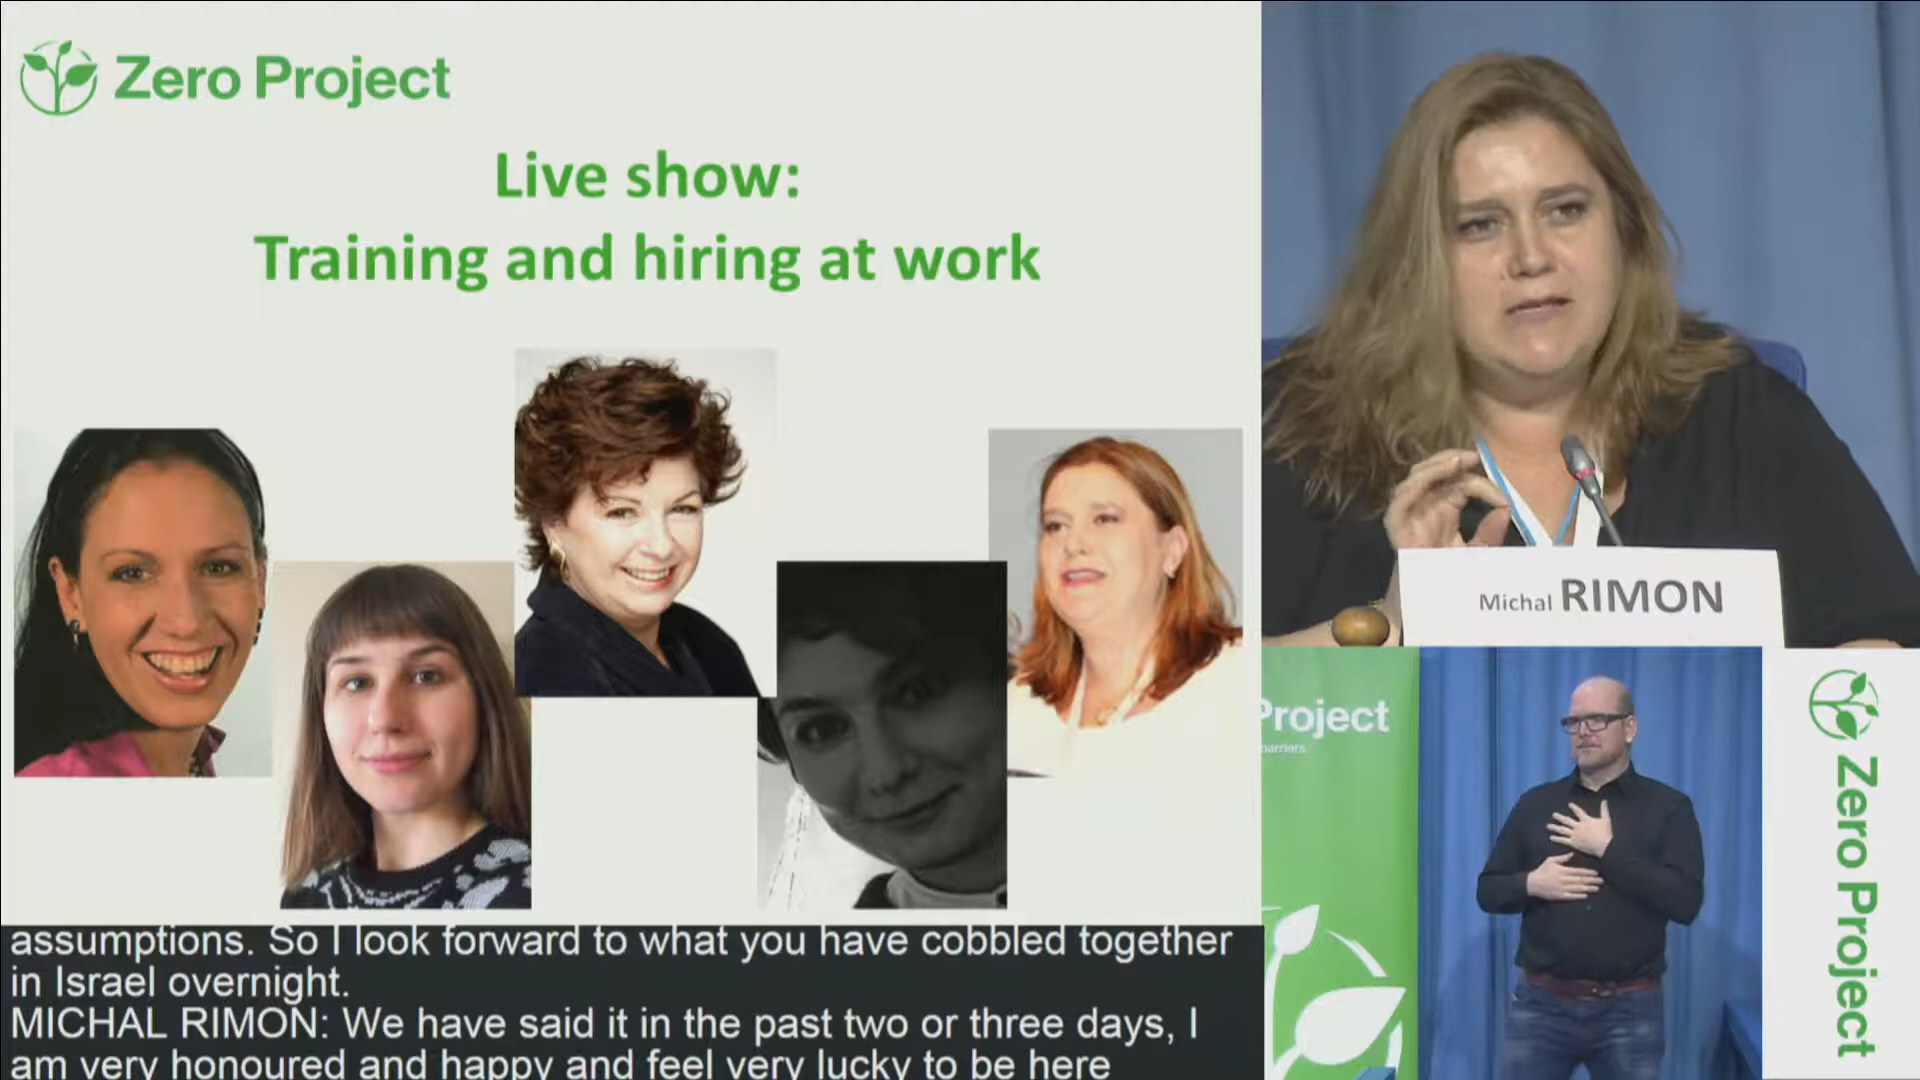 Zero Project
Live show:
Training and hiring at work
assumptions. So I look forward to what you have cobbled together
in Israel overnight.
MICHAL RIMON: We have said it in the past two or three days, I
am very honoured and happy and feel very lucky to be here
Michal RIMON
Project
barriers
Zero Project